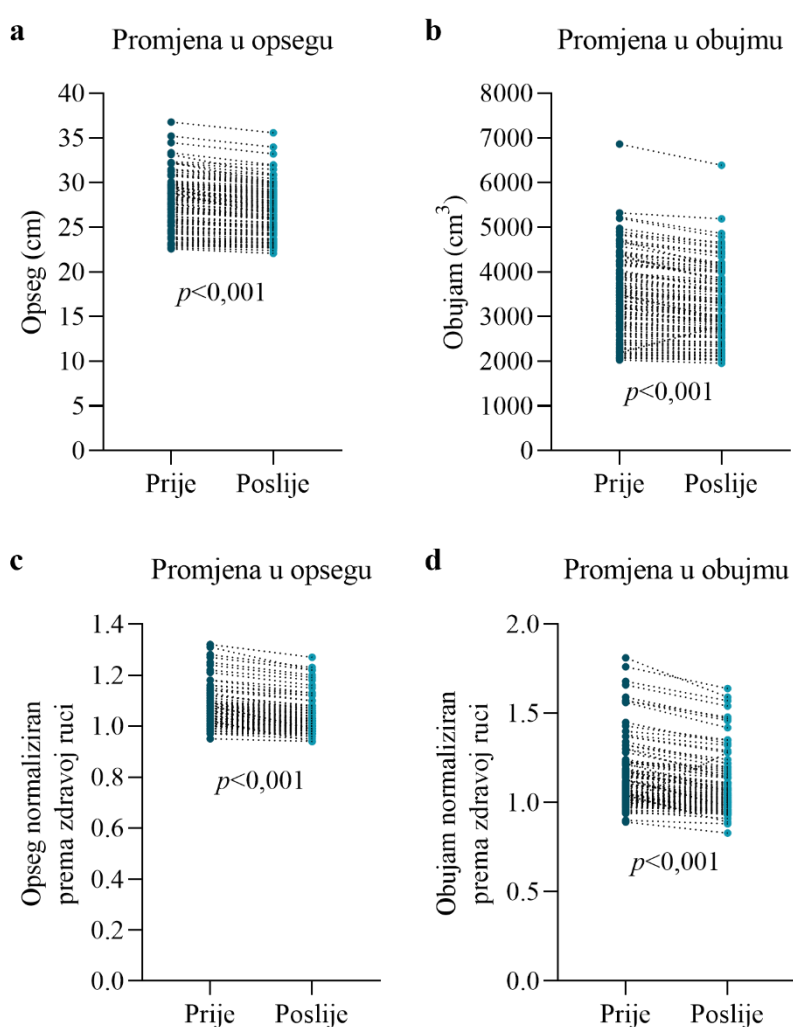 a
Promjena u opsegu
Opseg (cm)
40
35
30
25
20
15
10
5
0
p<0,001
Prije
Poslije
b
Promjena u obujmu
Obujam (cm³)
8000
7000
6000
5000
4000
3000
2000
1000
0
p<0,001
Prije
Poslije
c
Promjena u opsegu
Opseg normaliziran
prema zdravoj ruci
1.4
1.2
1.0
0.8
0.6
0.4
0.2
0.0
p<0,001
Prije
Poslije
d
Promjena u obujmu
Obujam normaliziran
prema zdravoj ruci
2.0
1.5
1.0
0.5
0.0
p<0,001
Prije
Poslije